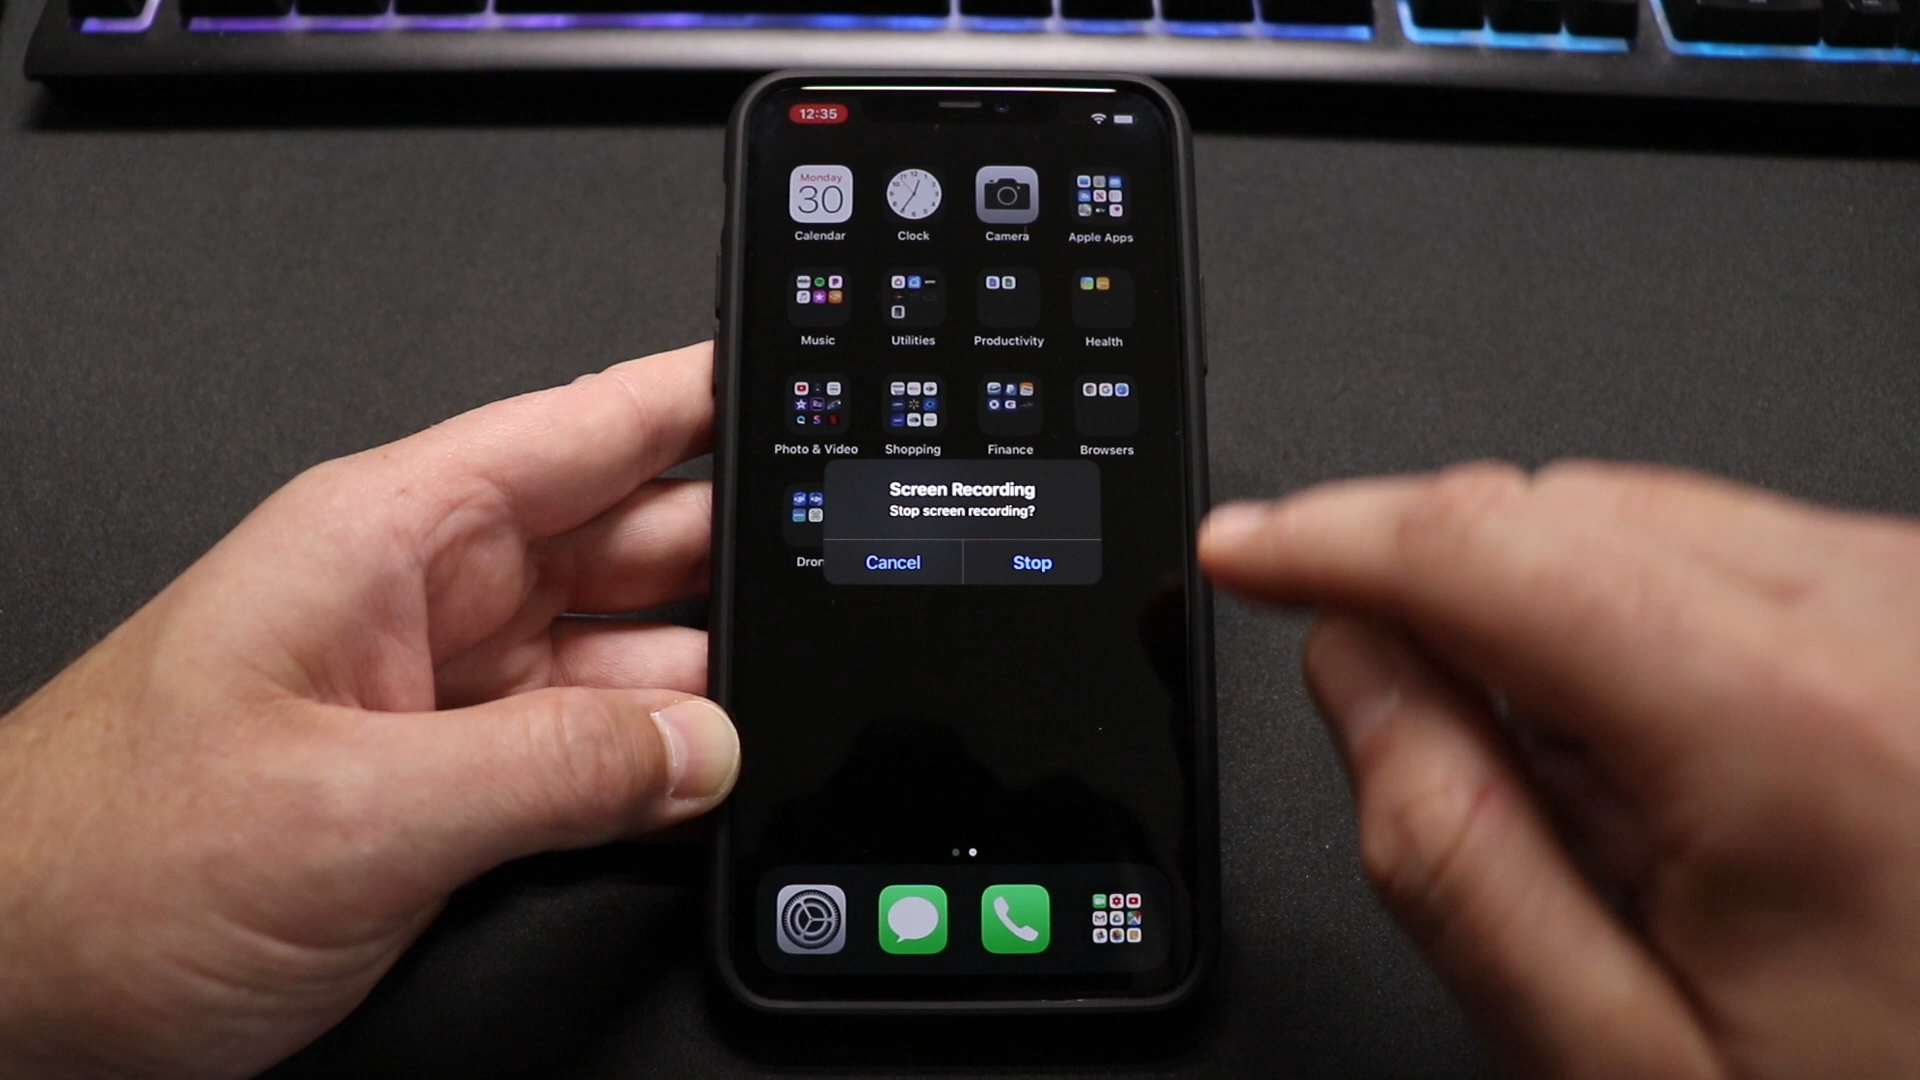 12:35
Monday
30
Calendar
Clock
Camera
Apple Apps
Music
Utilities
Productivity
Health
Photo & Video
Shopping
Finance
Browsers
Dron
Screen Recording
Stop screen recording?
Cancel
Stop